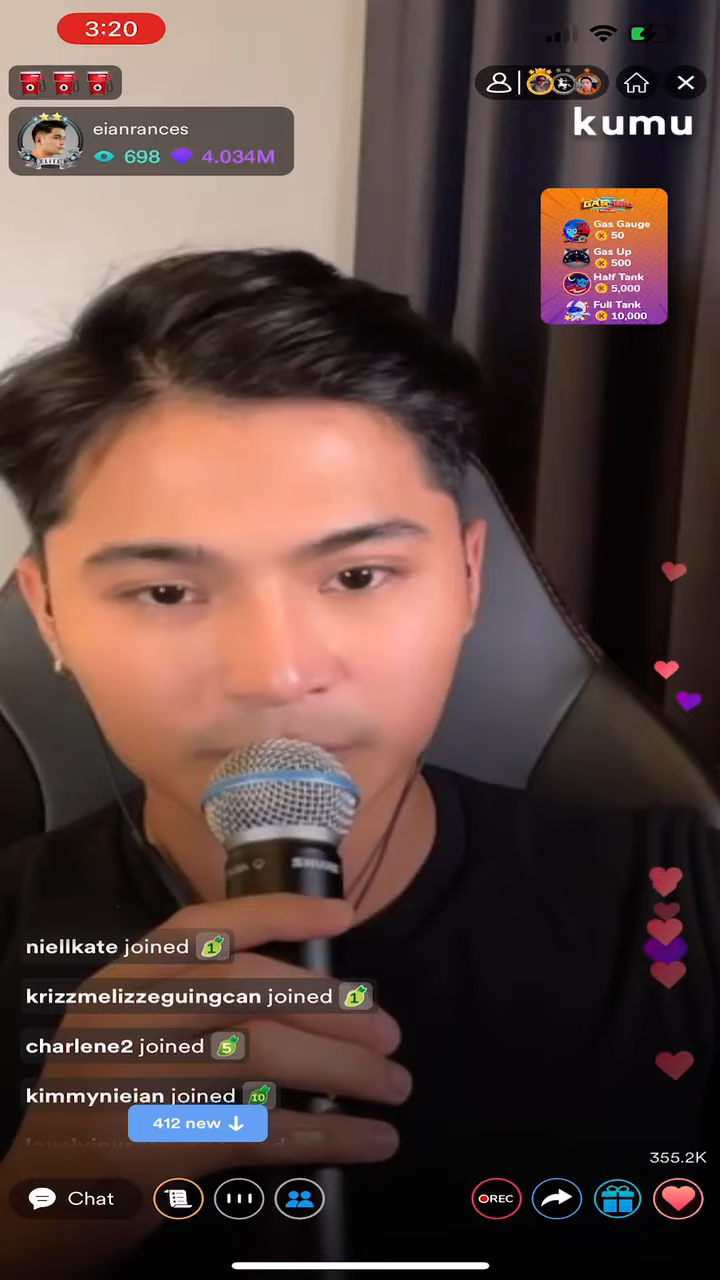 3:20
eianrances
698 4.034M
ELITE
kumu
Gas Gauge
50
Gas Up
500
Half Tank
5,000
Full Tank
10,000
SHURE
niellkate joined 1
krizzmelizzeguingcan joined 1
charlene2 joined 5
kimmynieian joined 10
412 new
355.2K
Chat
REC